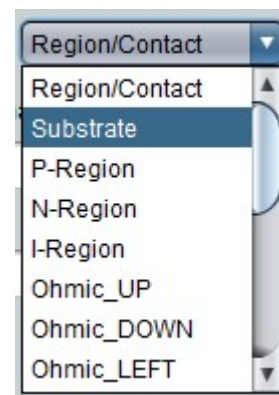 Region/Contact
Region/Contact
Substrate
P-Region
N-Region
I-Region
Ohmic_UP
Ohmic_DOWN
Ohmic_LEFT